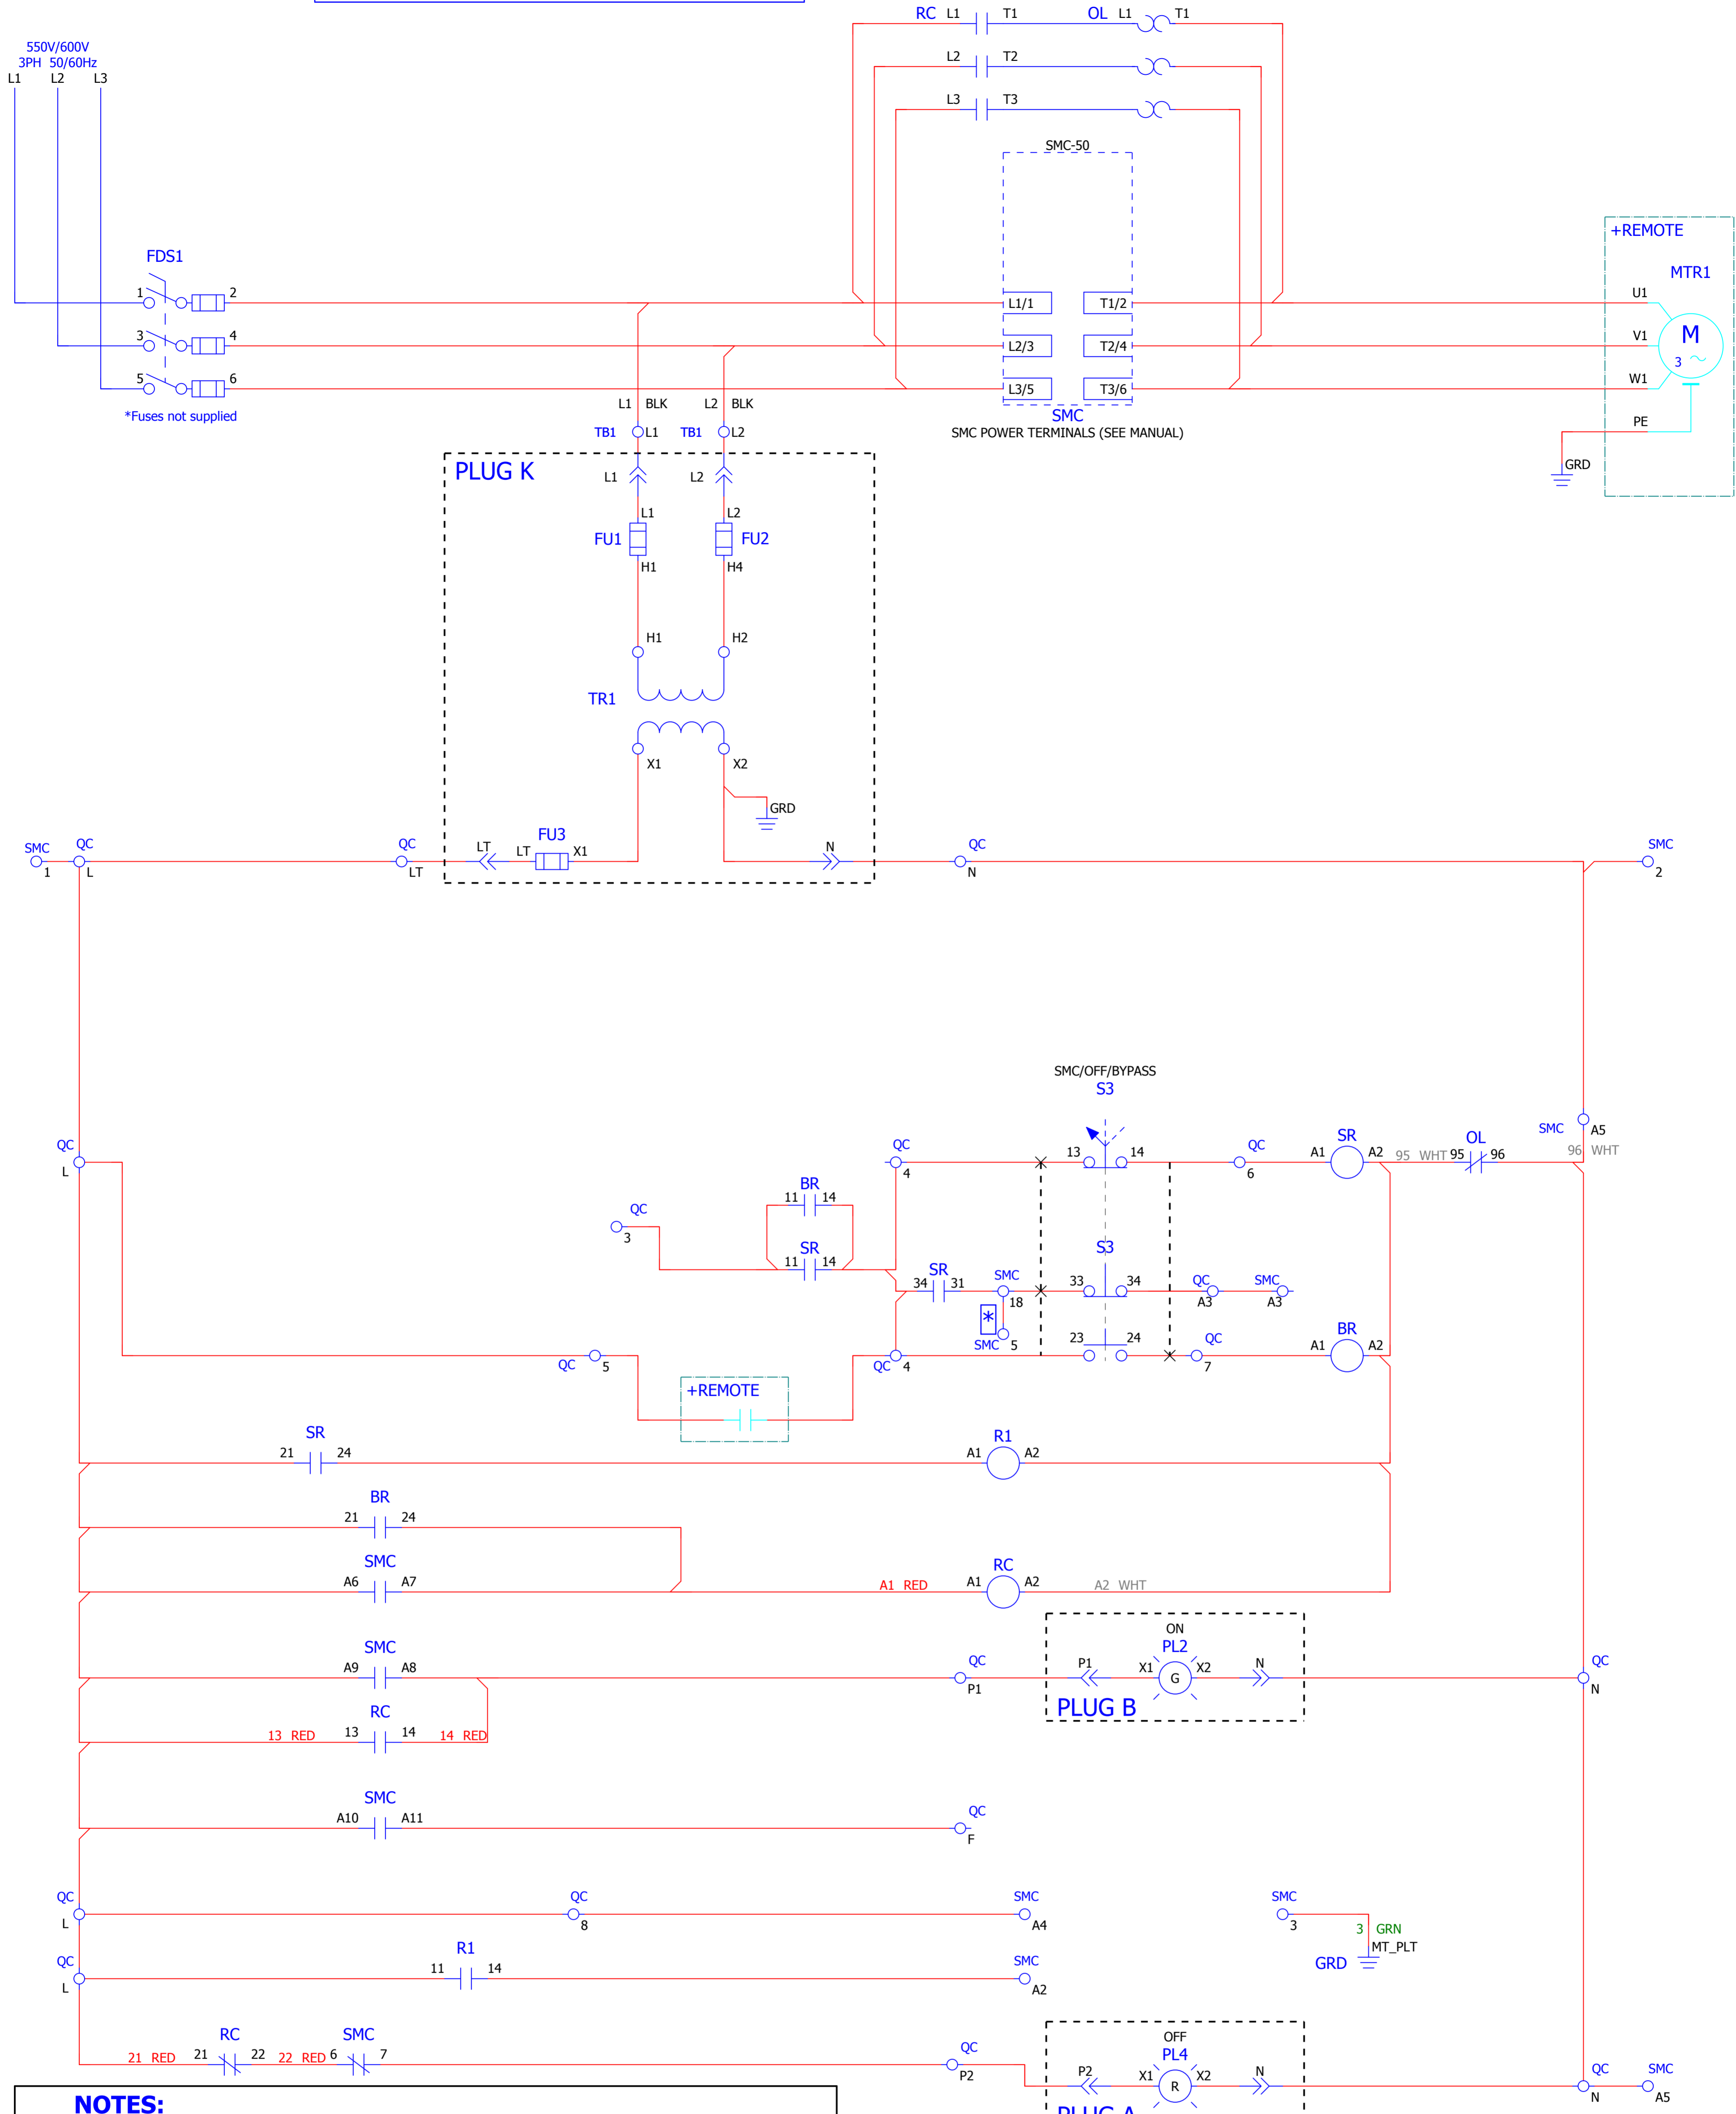 RC L1 T1 OL L1 T1
550V/600V
3PH 50/60Hz
L1 L2 L3
L2 T2
L3 T3
SMC-50
+REMOTE
MTR1
FDS1
1 2 L1/1 T1/2 U1
3 4 L2/3 T2/4 V1
M
3
5 6 L3/5 T3/6 W1
*Fuses not supplied
L1 BLK L2 BLK
SMC
SMC POWER TERMINALS (SEE MANUAL)
PE
TB1 L1 TB1 L2
GRD
PLUG K
L1 L2
L1 L2
FU1 FU2
H1 H4
H1 H2
TR1
X1 X2
GRD
SMC QC QC LT LT FU3 X1 N QC SMC
1 L LT N 2
SMC/OFF/BYPASS
S3
SMC A5
QC QC 13 14 QC SR OL
L 4 6 A1 A2 95 WHT 95 96 96 WHT
BR
11 14
QC
3
SR
11 14
S3
SR
34 31 SMC 33 34 QC SMC
18 A3 A3
*
SMC 5 23 24 QC BR
QC 5 QC 4 7 A1 A2
+REMOTE
SR R1
21 24 A1 A2
BR
21 24
SMC RC
A6 A7 A1 RED A1 A2 A2 WHT
ON
SMC PL2
A9 A8 QC P1 X1 G X2 N QC
P1 N
PLUG B
RC
13 RED 13 14 14 RED
SMC
A10 A11 QC
F
QC QC SMC SMC
L 8 A4 3
3 GRN
MT_PLT
GRD
QC R1 SMC
L 11 14 A2
OFF
RC SMC PL4
21 RED 21 22 22 RED 6 7 QC P2 X1 R X2 N QC SMC
P2 N A5
NOTES:
PLUG A